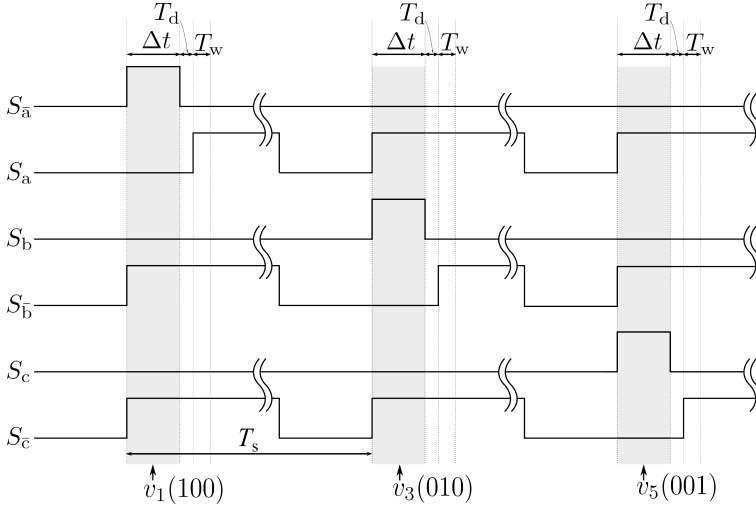 T_d T_d T_d
Δt T_w Δt T_w Δt T_w
S_ā
S_a
S_b
S_b̄
S_c
S_c̄
T_s
v_1(100) v_3(010) v_5(001)